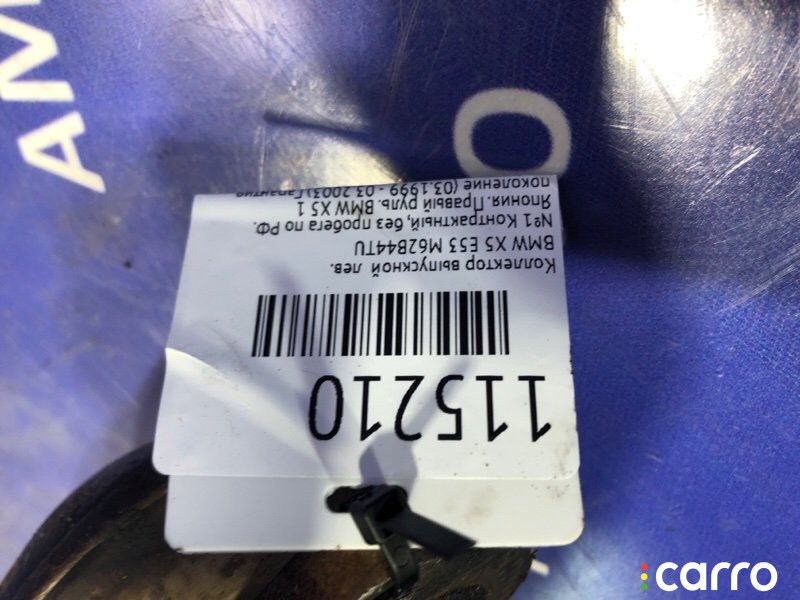 115210
Коллектор выпускной лев.
BMW X5 E53 M62B44TU
№1 Контрактный, без пробега по РФ.
Япония. Правый руль. BMW X5 1
поколение (03.1999 - 03.2003) Гарантия
carro